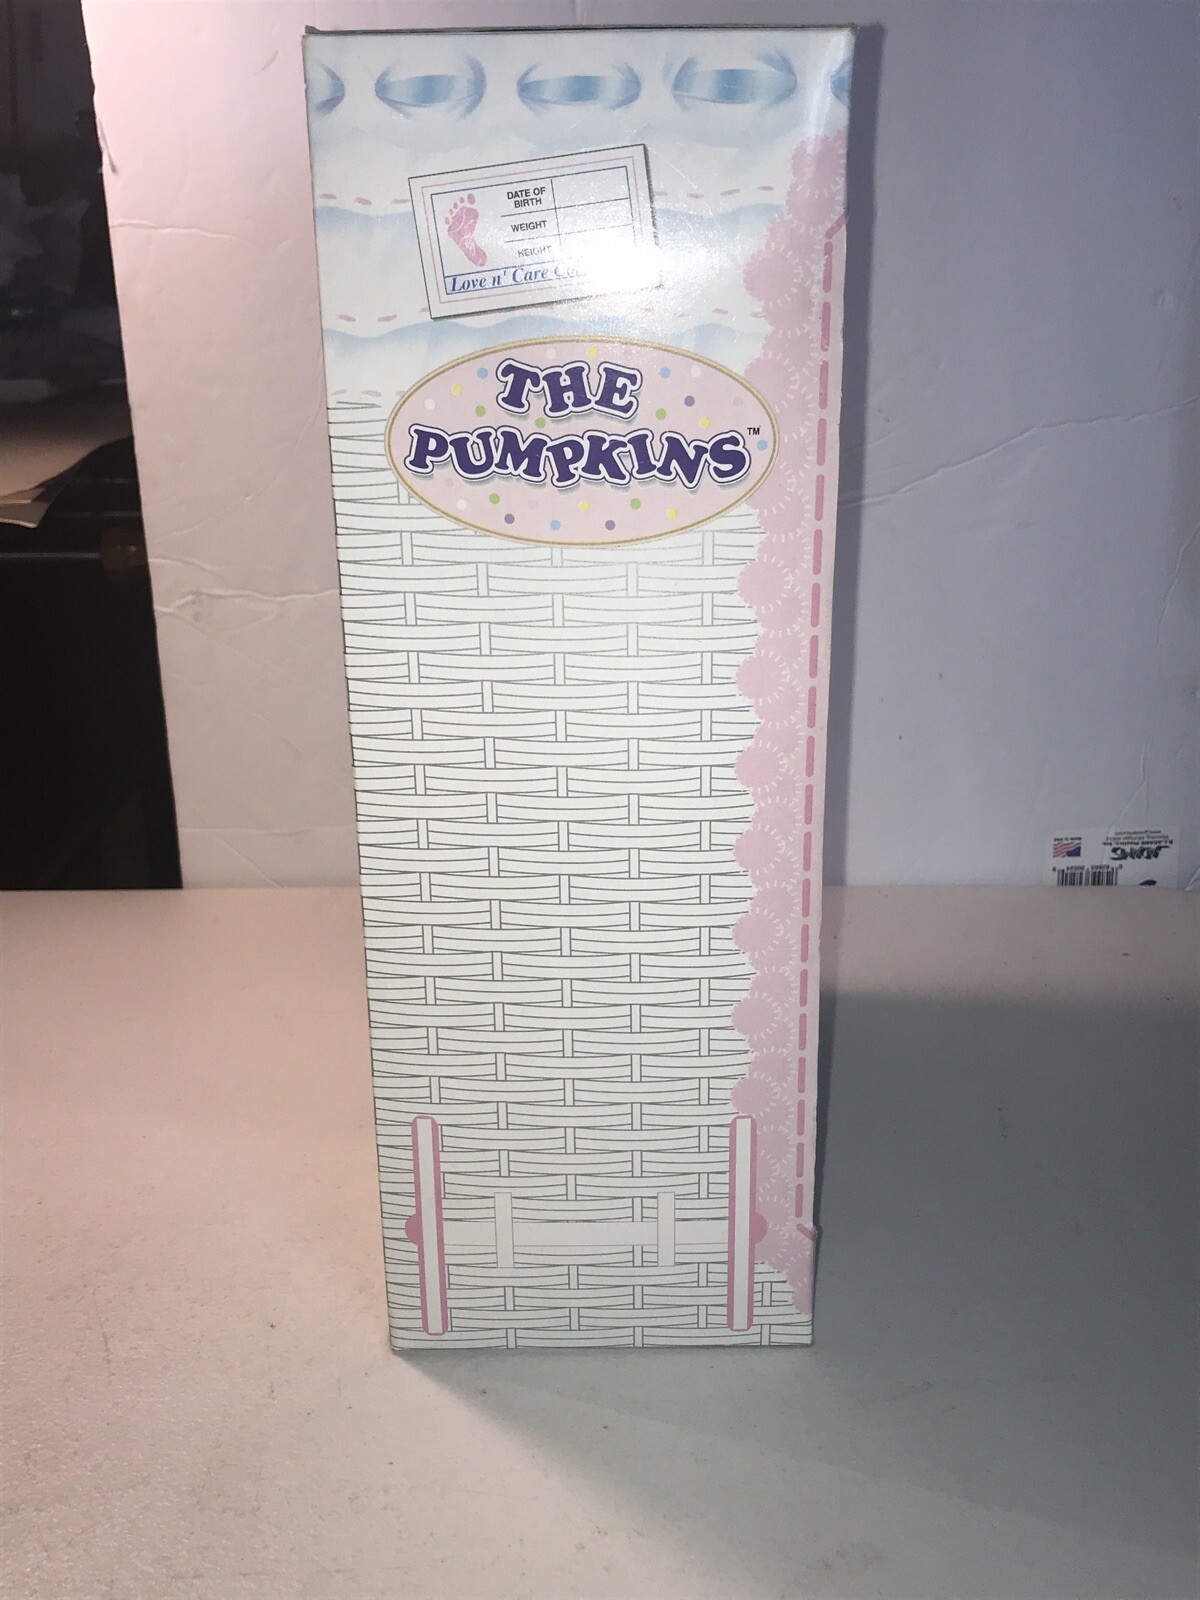 DATE OF
BIRTH
WEIGHT
HEIGHT
Love n' Care
THE
PUMPKINS™